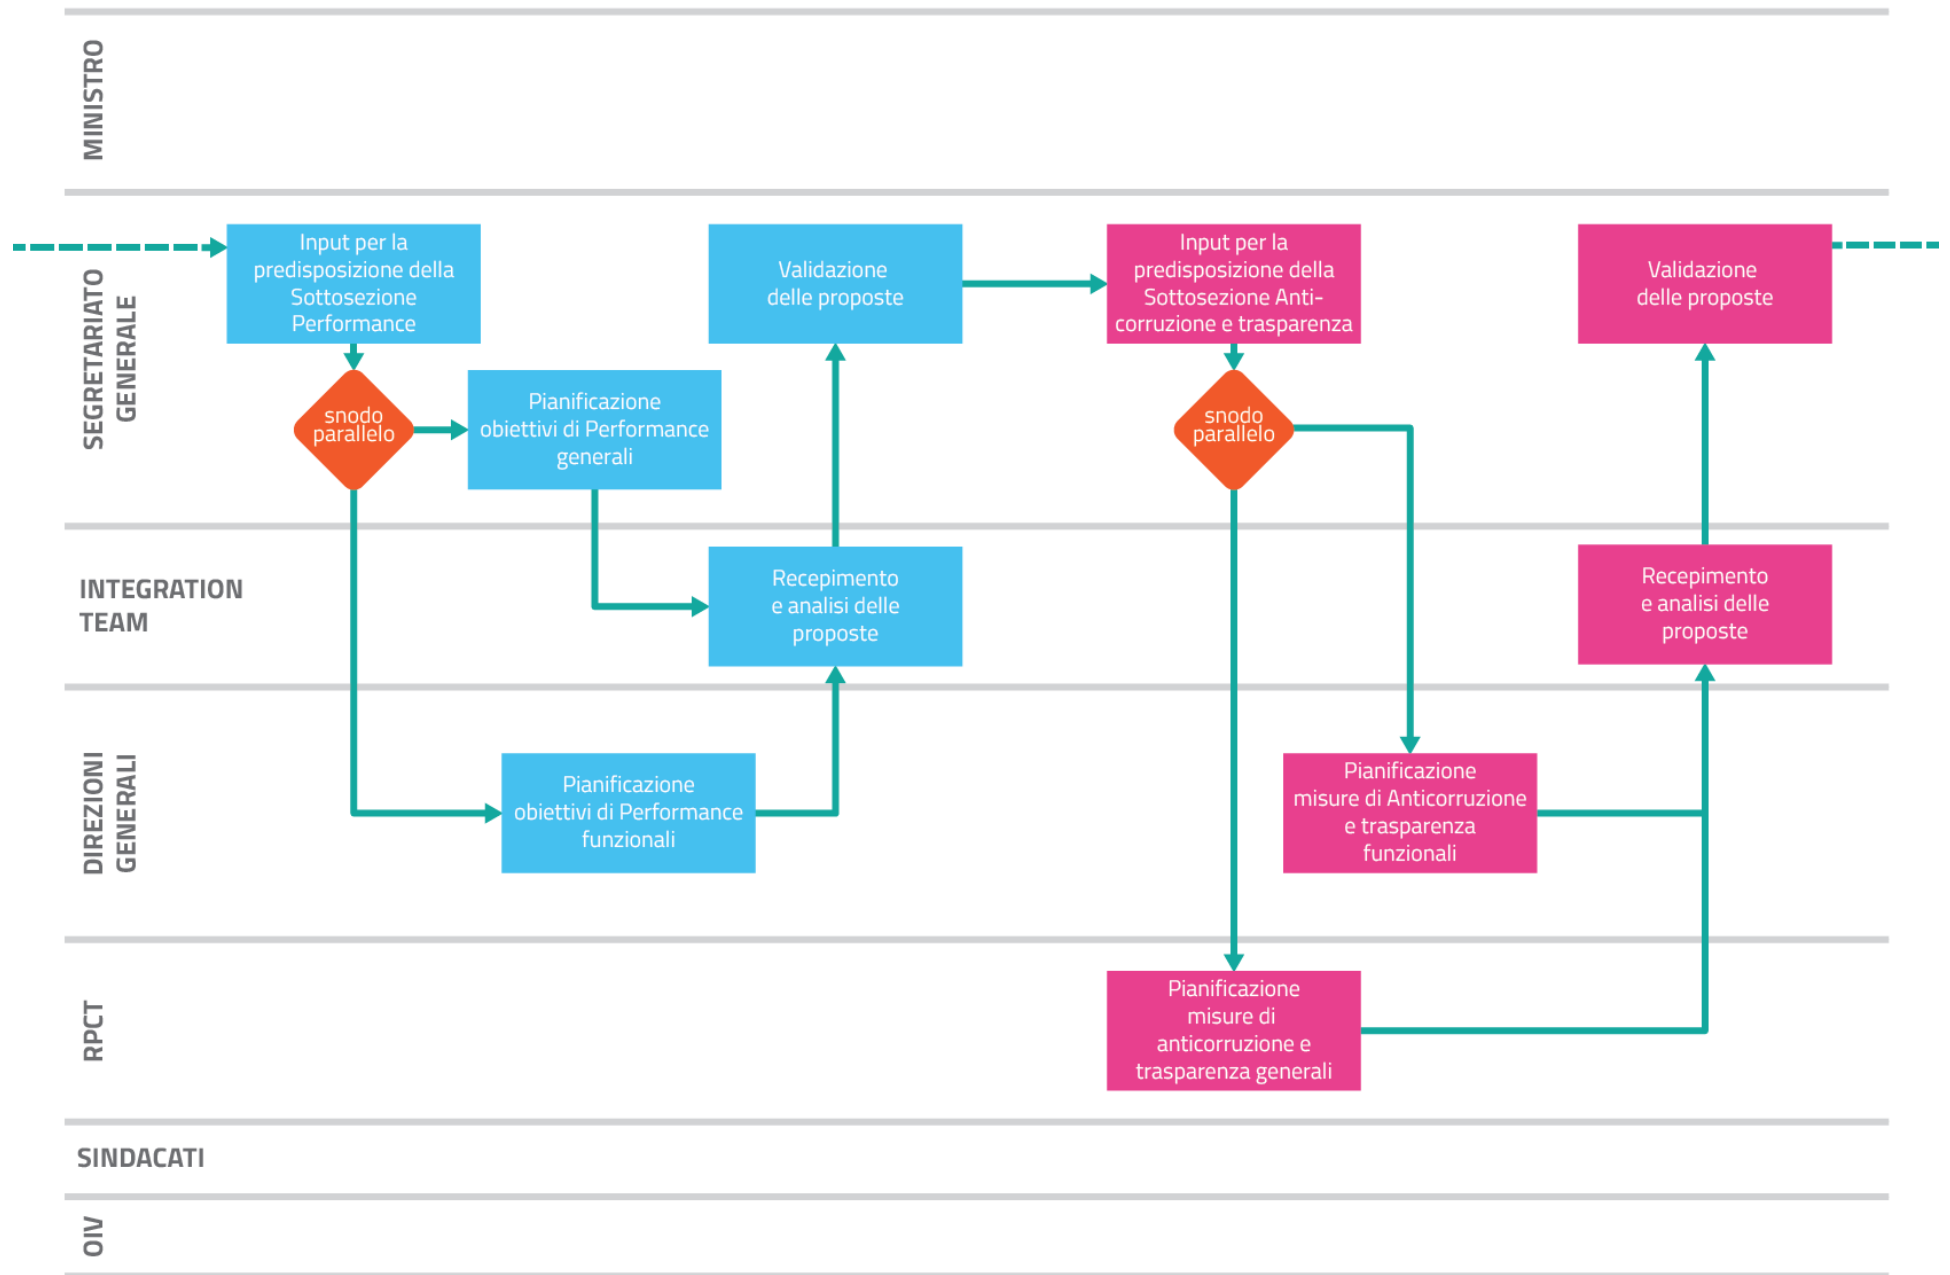 MINISTRO
SEGRETARIATO
GENERALE
Input per la
predisposizione della
Sottosezione
Performance
snodo
parallelo
Pianificazione
obiettivi di Performance
generali
Validazione
delle proposte
Input per la
predisposizione della
Sottosezione Anti-
corruzione e trasparenza
snodo
parallelo
Validazione
delle proposte
INTEGRATION
TEAM
Recepimento
e analisi delle
proposte
Recepimento
e analisi delle
proposte
DIREZIONI
GENERALI
Pianificazione
obiettivi di Performance
funzionali
Pianificazione
misure di Anticorruzione
e trasparenza
funzionali
RPCT
Pianificazione
misure di
anticorruzione e
trasparenza generali
SINDACATI
OIV